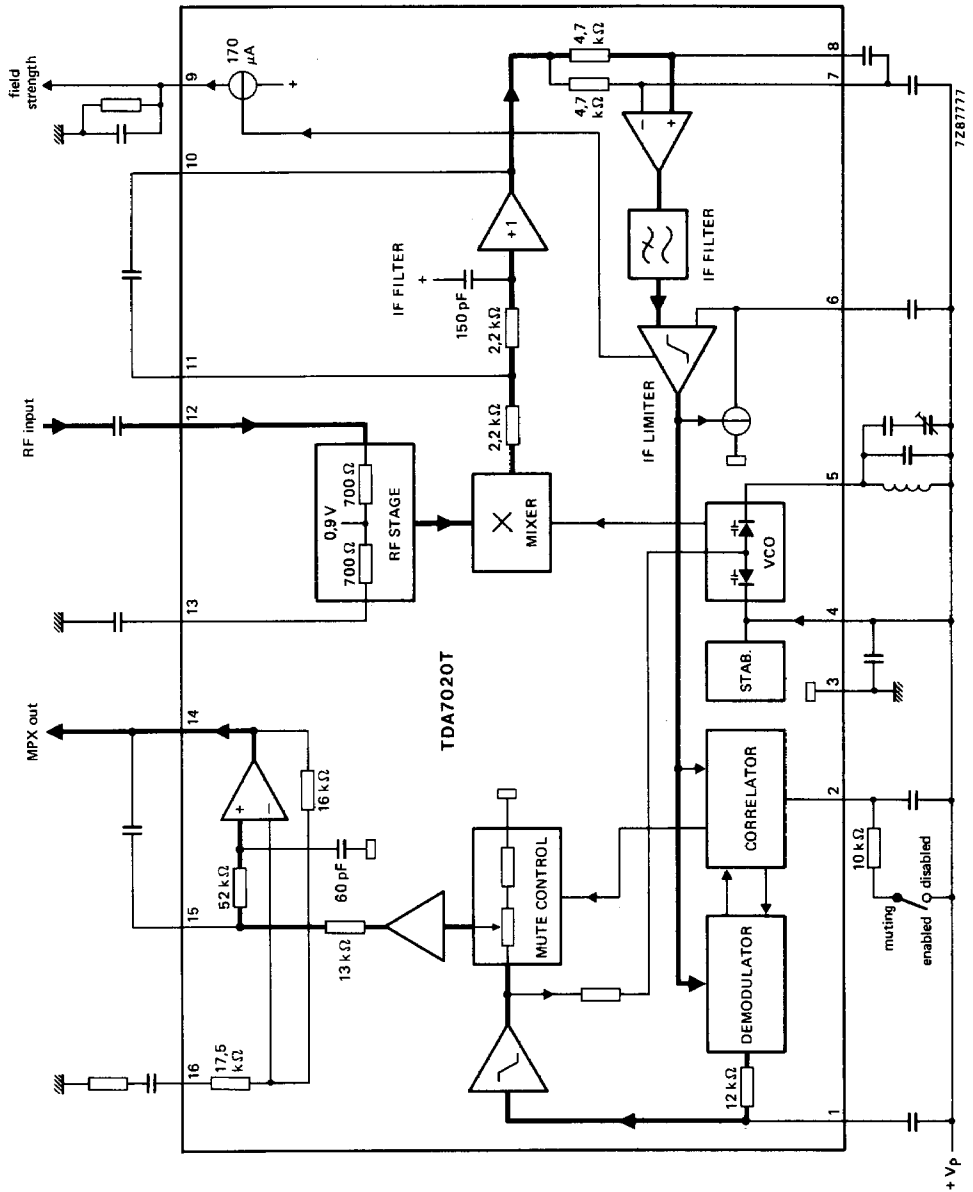 MPX out
RF input
field
strength
16
15
14
13
12
11
10
9
170
μA
+
17,5
kΩ
16 kΩ
+
−
52 kΩ
60 pF
13 kΩ
700 Ω
0,9 V
700 Ω
RF STAGE
TDA7020T
MIXER
2,2 kΩ
2,2 kΩ
150 pF
+
IF FILTER
+1
4,7
kΩ
4,7
kΩ
−
+
IF FILTER
IF LIMITER
MUTE CONTROL
VCO
STAB.
12 kΩ
DEMODULATOR
CORRELATOR
1
2
3
4
5
6
7
8
10 kΩ
muting
enabled
disabled
+ Vp
7Z87777